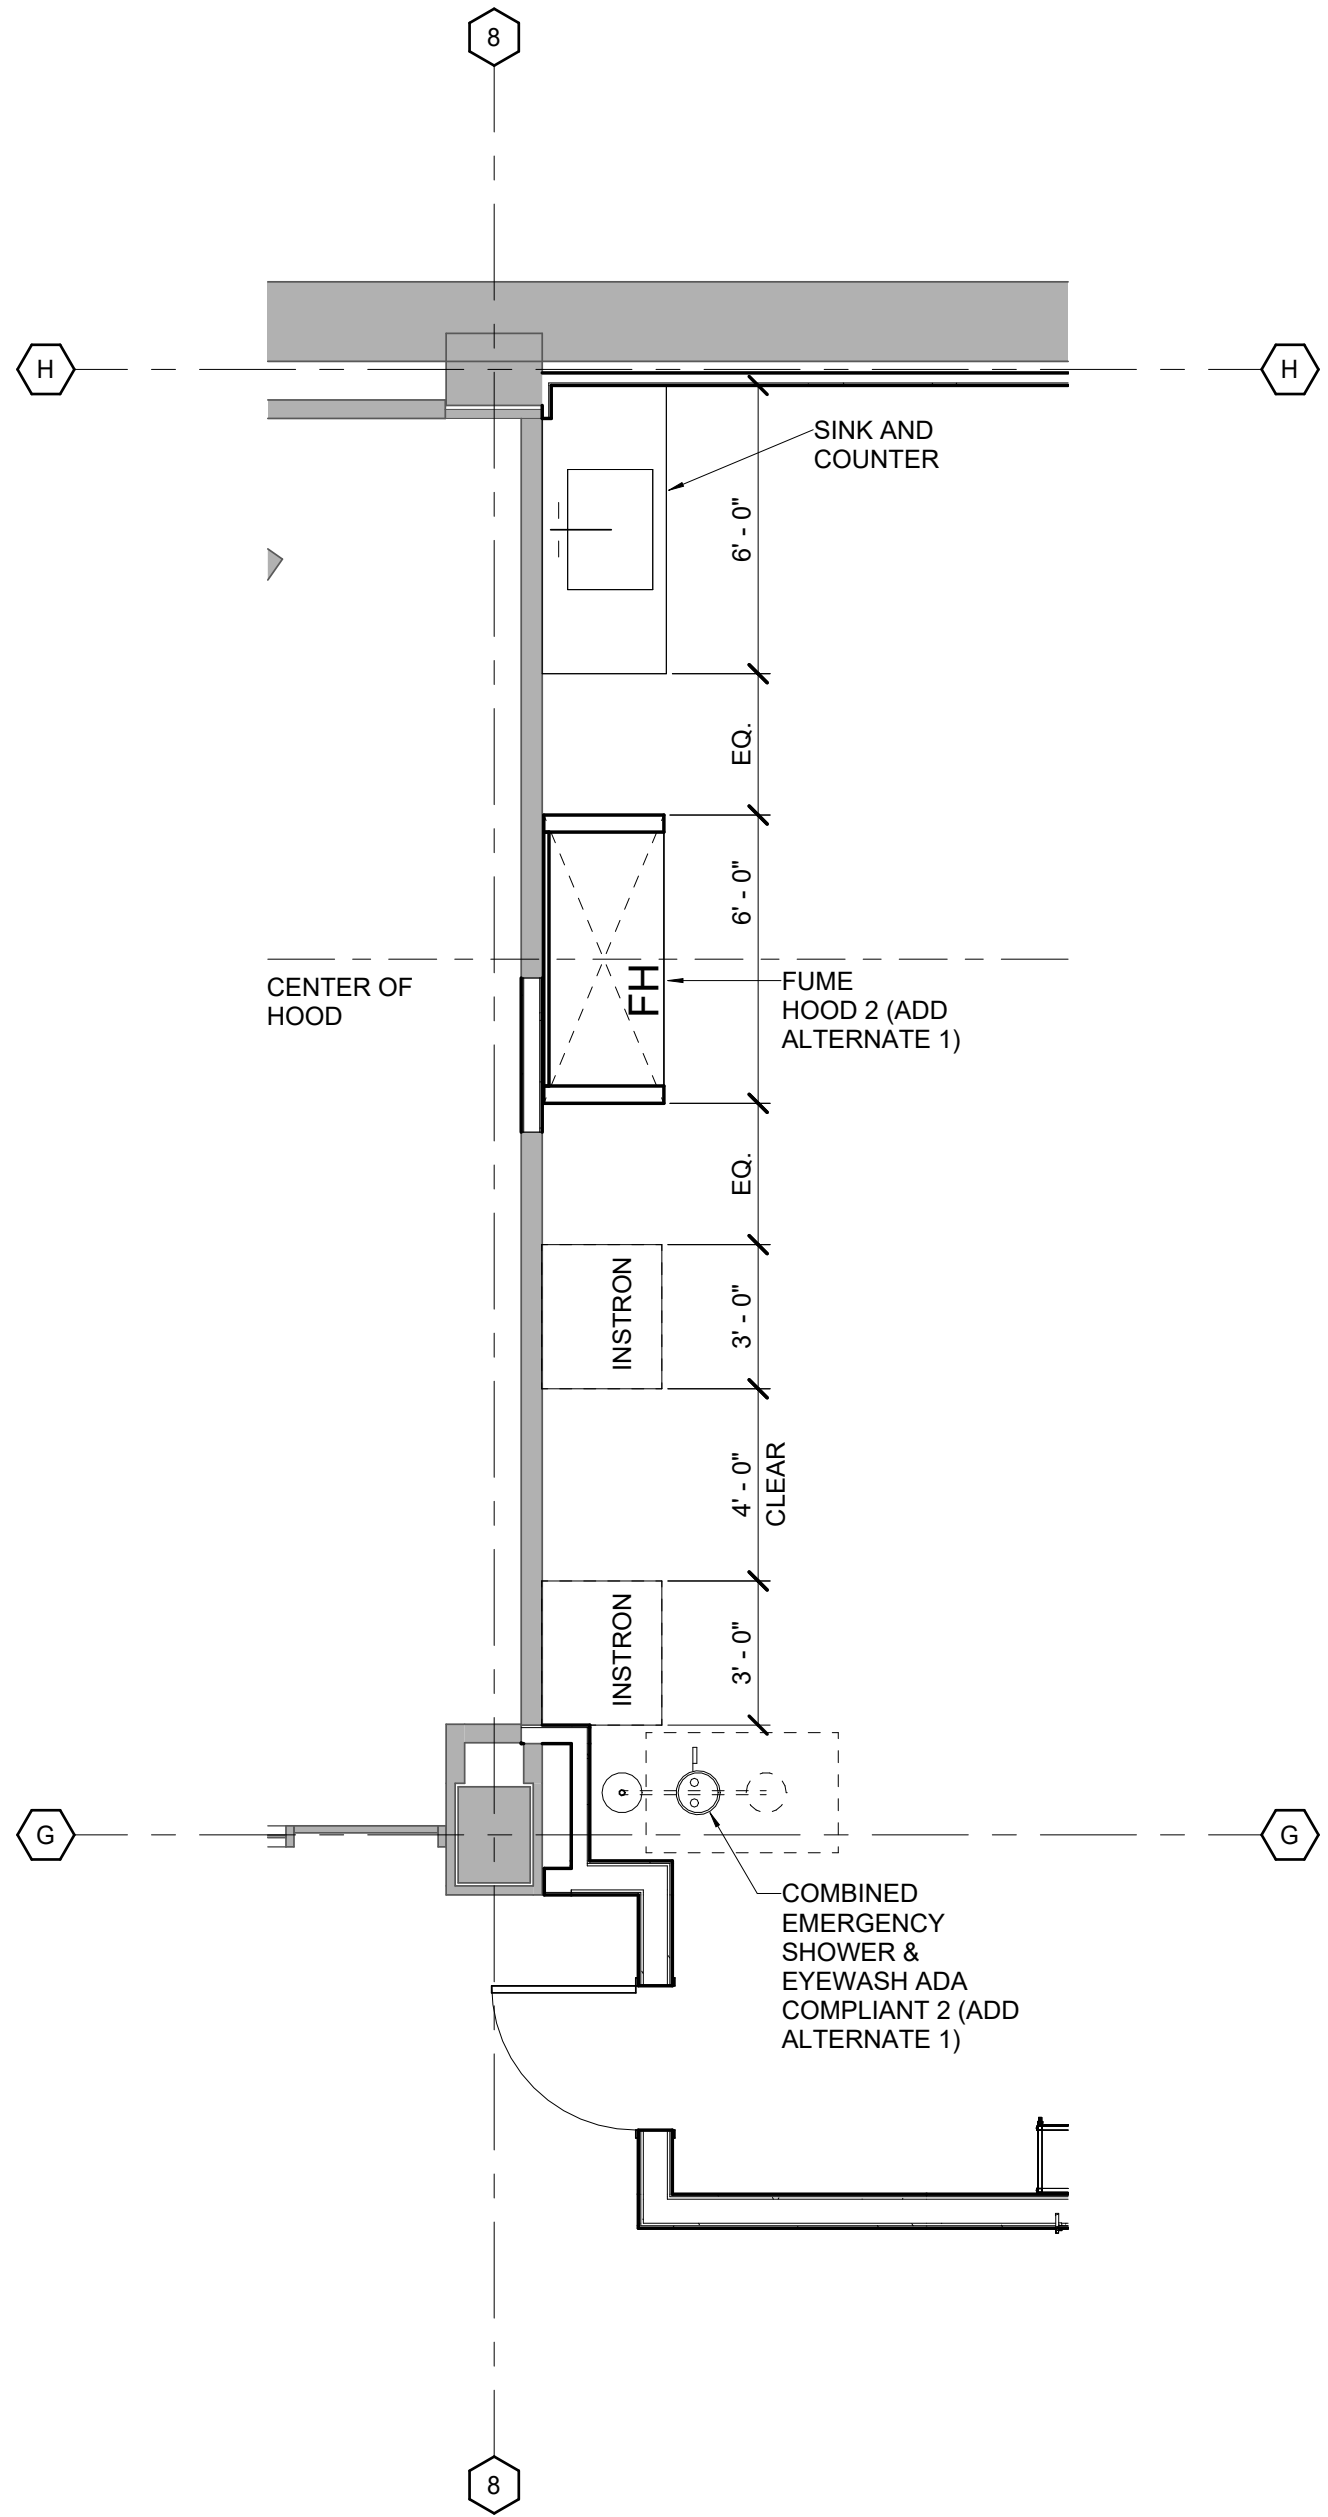 8
H
H
SINK AND
COUNTER
6' - 0"
EQ.
6' - 0"
CENTER OF
HOOD
FH
FUME
HOOD 2 (ADD
ALTERNATE 1)
EQ.
INSTRON
3' - 0"
4' - 0"
CLEAR
INSTRON
3' - 0"
G
G
COMBINED
EMERGENCY
SHOWER &
EYEWASH ADA
COMPLIANT 2 (ADD
ALTERNATE 1)
8